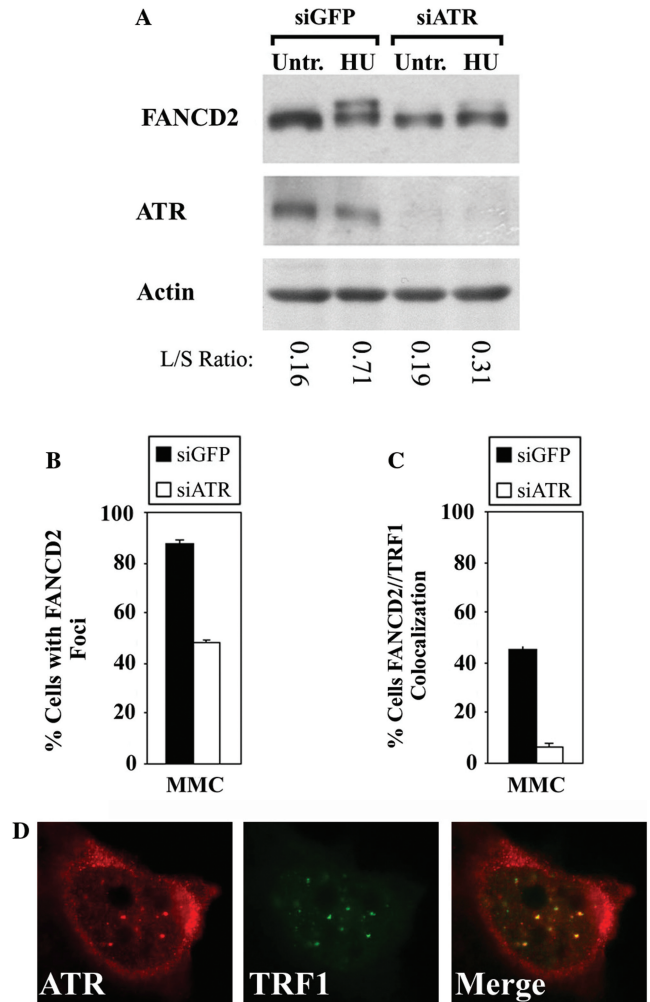 A
siGFP siATR
Untr. HU Untr. HU
FANCD2
ATR
Actin
L/S Ratio: 0.16 0.71 0.19 0.31
B
siGFP
siATR
% Cells with FANCD2
Foci
100
80
60
40
20
0
MMC
C
siGFP
siATR
% Cells FANCD2//TRF1
Colocalization
100
80
60
40
20
0
MMC
D
ATR
TRF1
Merge